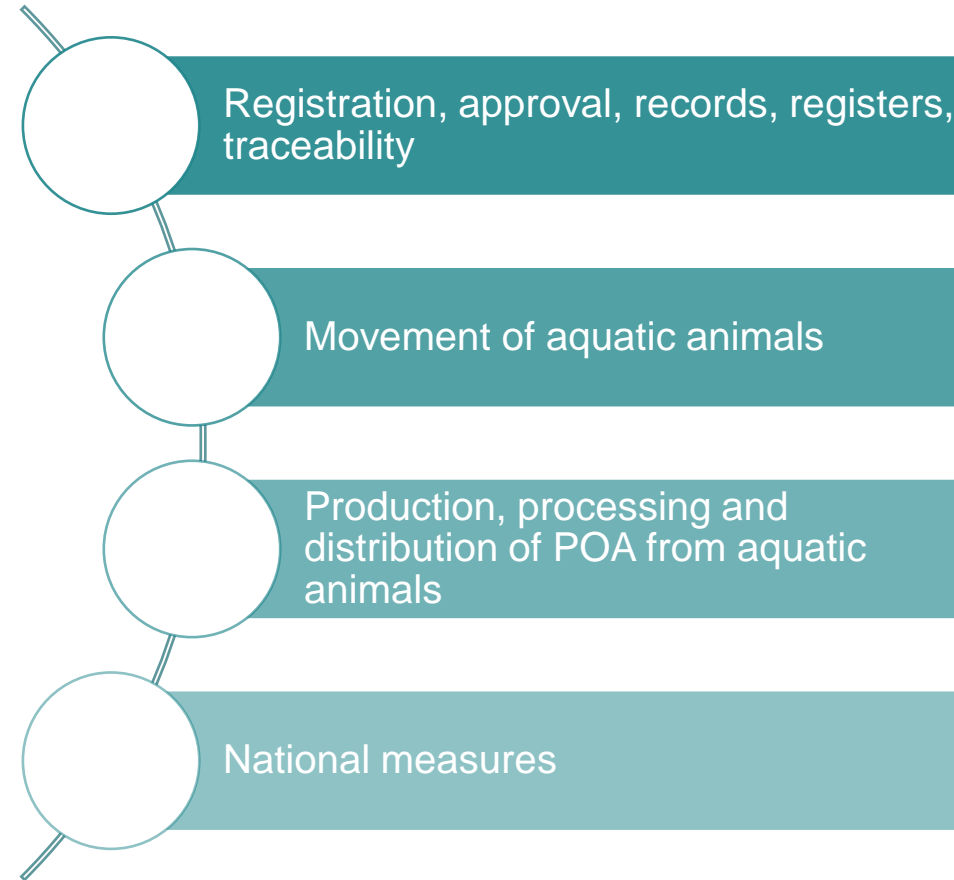 Registration, approval, records, registers,
traceability
Movement of aquatic animals
Production, processing and
distribution of POA from aquatic
animals
National measures